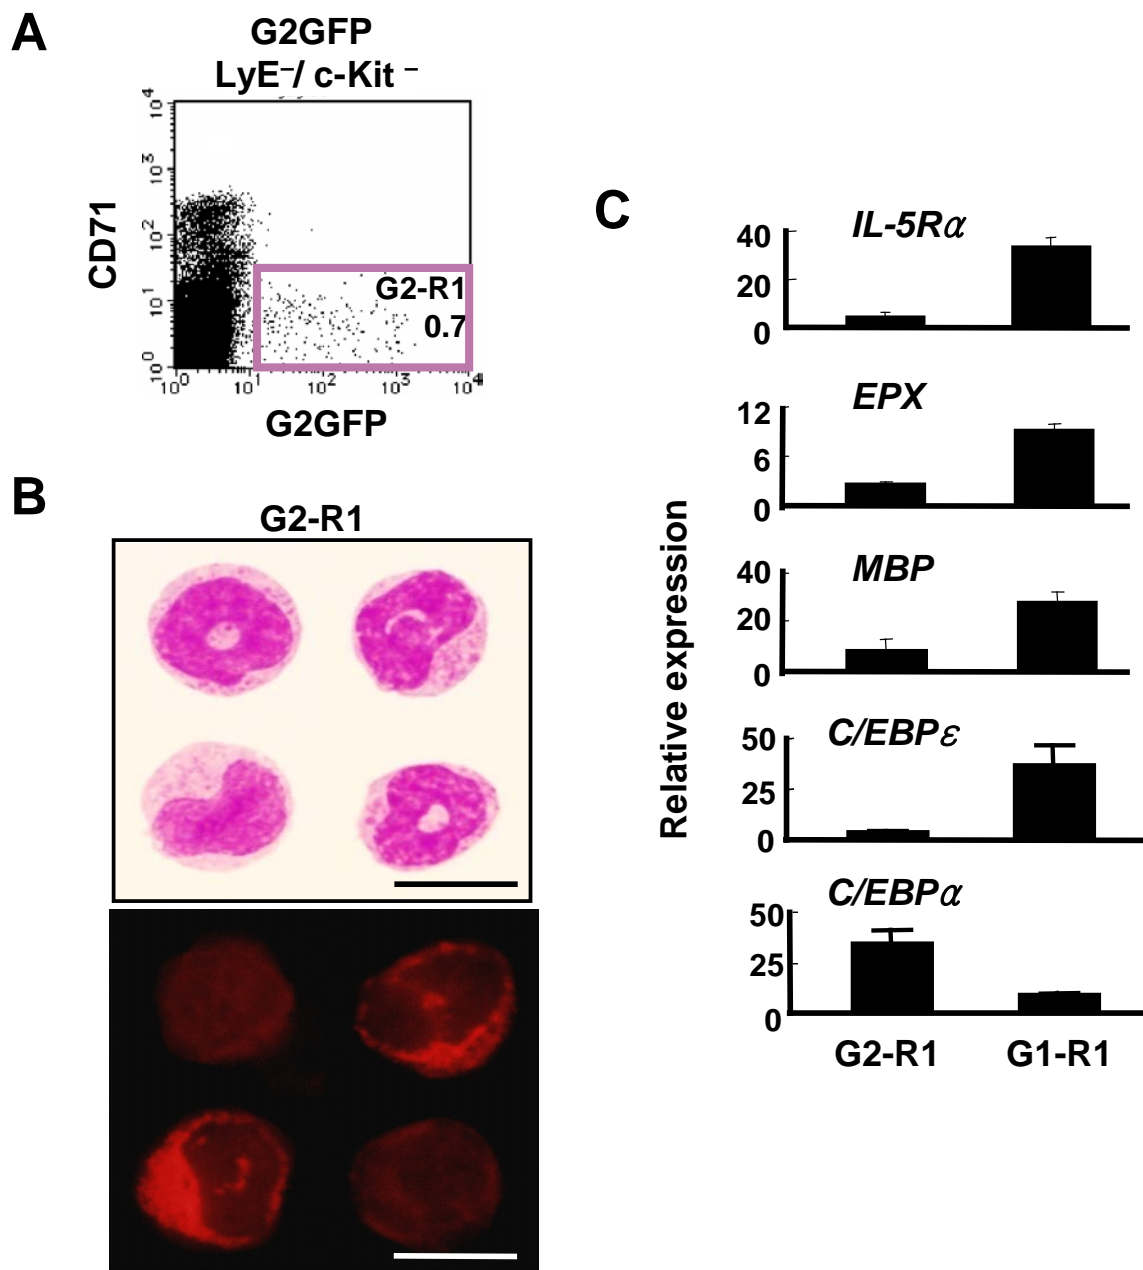 A
G2GFP
LyE⁻/ c-Kit ⁻
10⁴
10³
10²
10¹
10⁰
CD71
G2-R1
0.7
10⁰ 10¹ 10² 10³ 10⁴
G2GFP
B
G2-R1
C
Relative expression
IL-5Rα
40
20
0
EPX
12
6
0
MBP
40
20
0
C/EBPε
50
25
0
C/EBPα
50
25
0
G2-R1 G1-R1